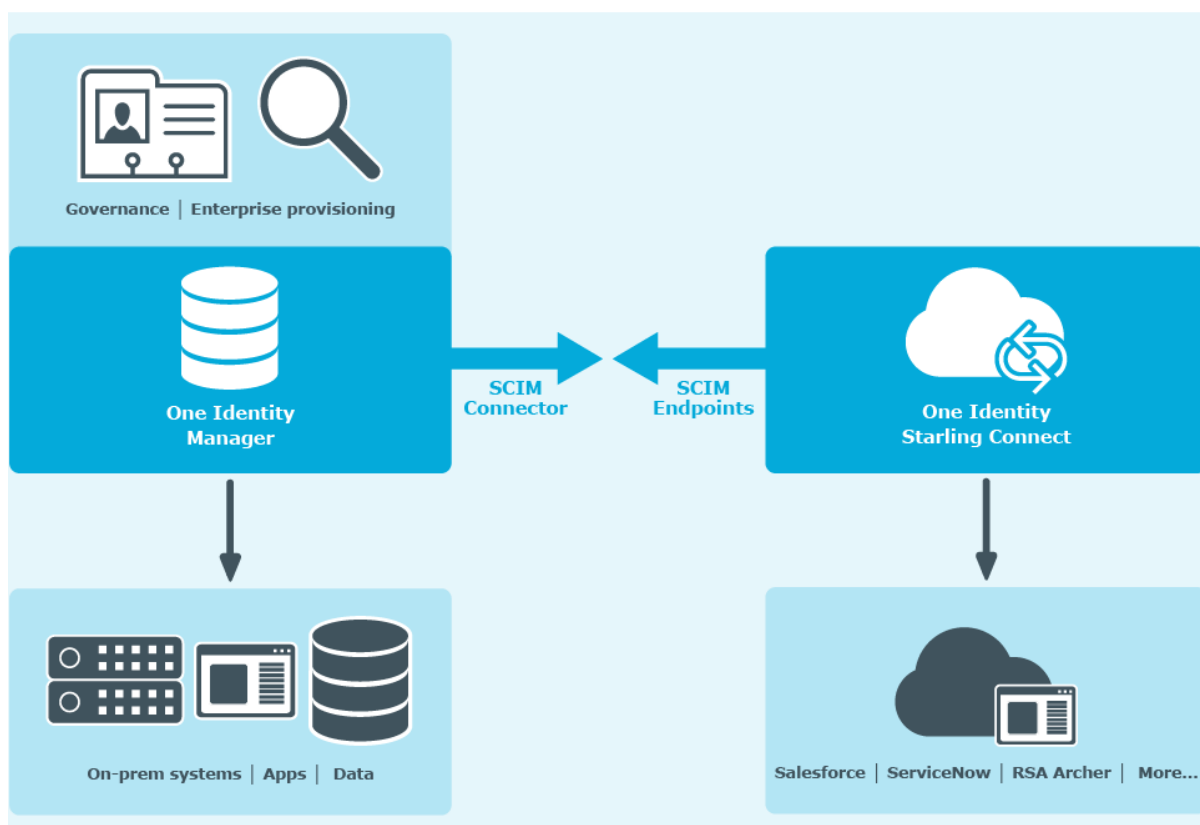 Governance | Enterprise provisioning
One Identity
Manager
SCIM
Connector
SCIM
Endpoints
One Identity
Starling Connect
On-prem systems | Apps | Data
Salesforce | ServiceNow | RSA Archer | More...